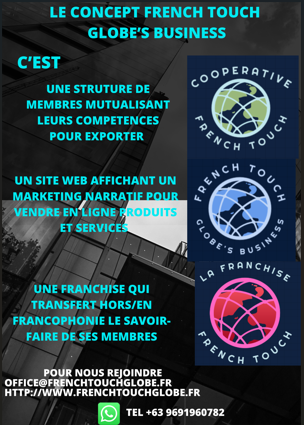 LE CONCEPT FRENCH TOUCH
GLOBE'S BUSINESS
C'EST
UNE STRUTURE DE
MEMBRES MUTUALISANT
LEURS COMPETENCES
POUR EXPORTER
COOPERATIVE
FRENCH TOUCH
UN SITE WEB AFFICHANT UN
MARKETING NARRATIF POUR
VENDRE EN LIGNE PRODUITS
ET SERVICES
FRENCH TOUCH
GLOBE'S BUSINESS
UNE FRANCHISE QUI
TRANSFERT HORS/EN
FRANCOPHONIE LE SAVOIR-
FAIRE DE SES MEMBRES
LA FRANCHISE
FRENCH TOUCH
POUR NOUS REJOINDRE
OFFICE@FRENCHTOUCHGLOBE.FR
HTTP://WWW.FRENCHTOUCHGLOBE.FR
TEL +63 9691960782